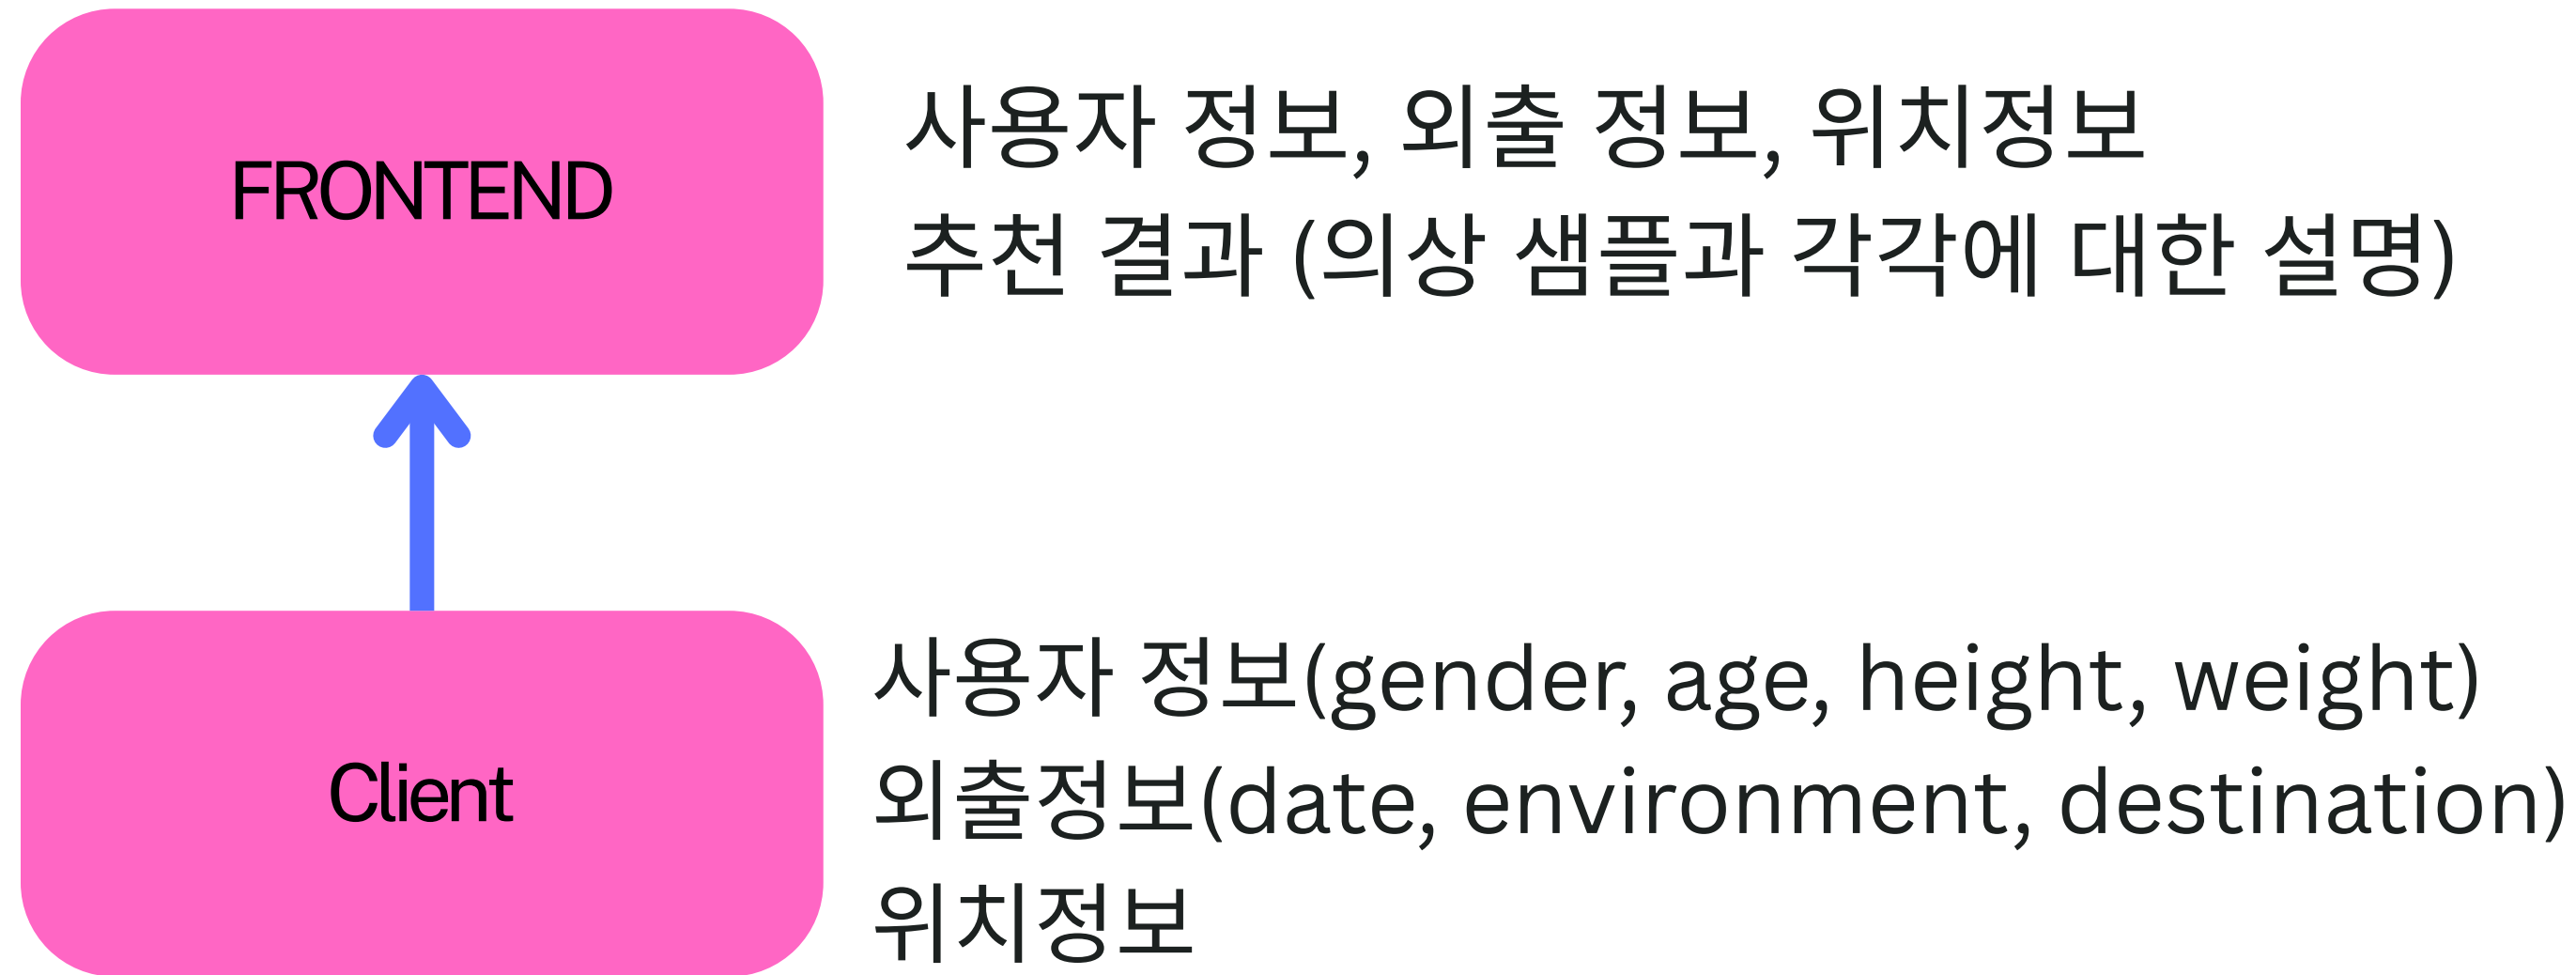 FRONTEND
사용자 정보, 외출 정보, 위치정보
추천 결과 (의상 샘플과 각각에 대한 설명)
Client
사용자 정보(gender, age, height, weight)
외출정보(date, environment, destination)
위치정보